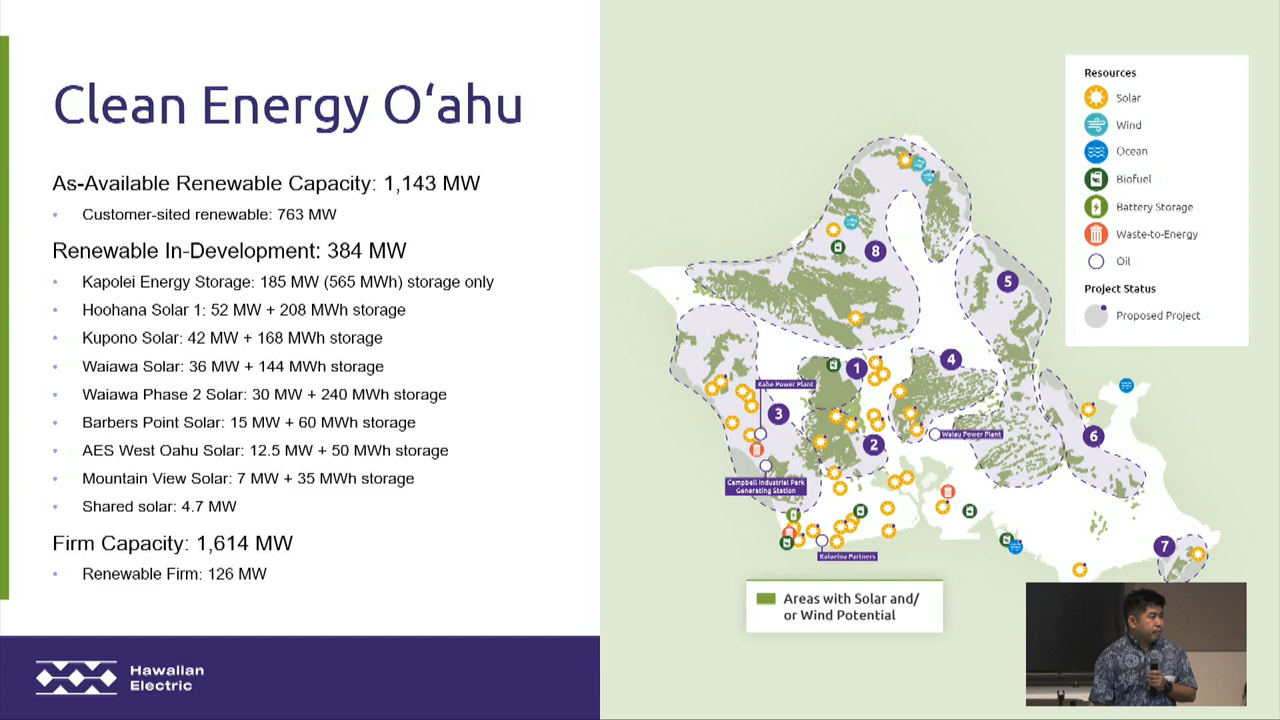 Clean Energy Oʻahu
As-Available Renewable Capacity: 1,143 MW
• Customer-sited renewable: 763 MW
Renewable In-Development: 384 MW
• Kapolei Energy Storage: 185 MW (565 MWh) storage only
• Hoohana Solar 1: 52 MW + 208 MWh storage
• Kupono Solar: 42 MW + 168 MWh storage
• Waiawa Solar: 36 MW + 144 MWh storage
• Waiawa Phase 2 Solar: 30 MW + 240 MWh storage
• Barbers Point Solar: 15 MW + 60 MWh storage
• AES West Oahu Solar: 12.5 MW + 50 MWh storage
• Mountain View Solar: 7 MW + 35 MWh storage
• Shared solar: 4.7 MW
Firm Capacity: 1,614 MW
• Renewable Firm: 126 MW
Hawaiian
Electric
Resources
Solar
Wind
Ocean
Biofuel
Battery Storage
Waste-to-Energy
Oil
Project Status
Proposed Project
8
5
4
1
Kahe Power Plant
3
2
Waiau Power Plant
6
Campbell Industrial Park
Generating Station
Kalaeloa Partners
7
Areas with Solar and/
or Wind Potential